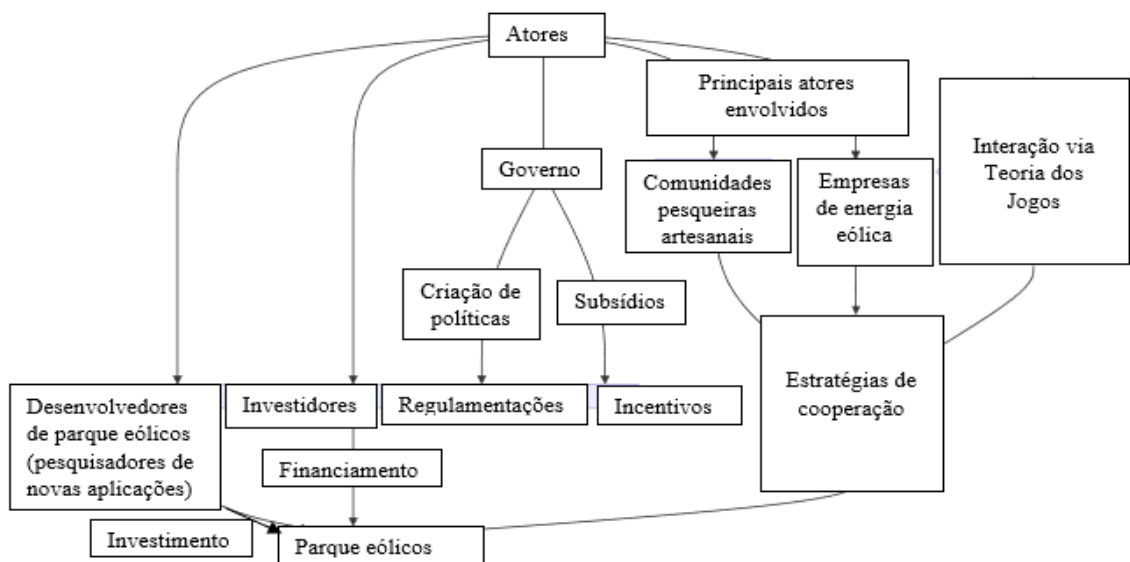 Atores
Principais atores
envolvidos
Interação via
Teoria dos
Jogos
Governo
Comunidades
pesqueiras
artesanais
Empresas
de energia
eólica
Criação de
políticas
Subsídios
Estratégias de
cooperação
Desenvolvedores
de parque eólicos
(pesquisadores de
novas aplicações)
Investidores
Regulamentações
Incentivos
Financiamento
Investimento
Parque eólicos